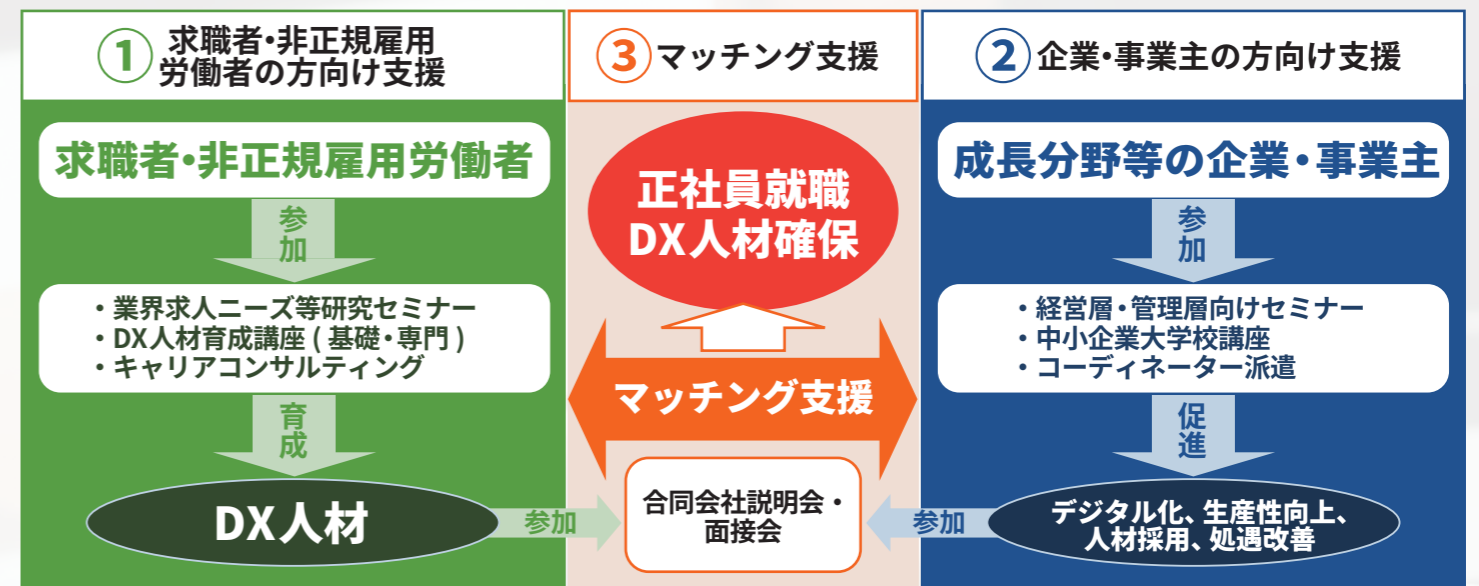 ① 求職者・非正規雇用
労働者の方向け支援
求職者・非正規雇用労働者
参加
・業界求人ニーズ等研究セミナー
・DX人材育成講座 ( 基礎・専門 )
・キャリアコンサルティング
育成
DX人材
参加
③ マッチング支援
正社員就職
DX人材確保
マッチング支援
合同会社説明会・
面接会
② 企業・事業主の方向け支援
成長分野等の企業・事業主
参加
・経営層・管理層向けセミナー
・中小企業大学校講座
・コーディネーター派遣
促進
デジタル化、生産性向上、
人材採用、処遇改善
参加